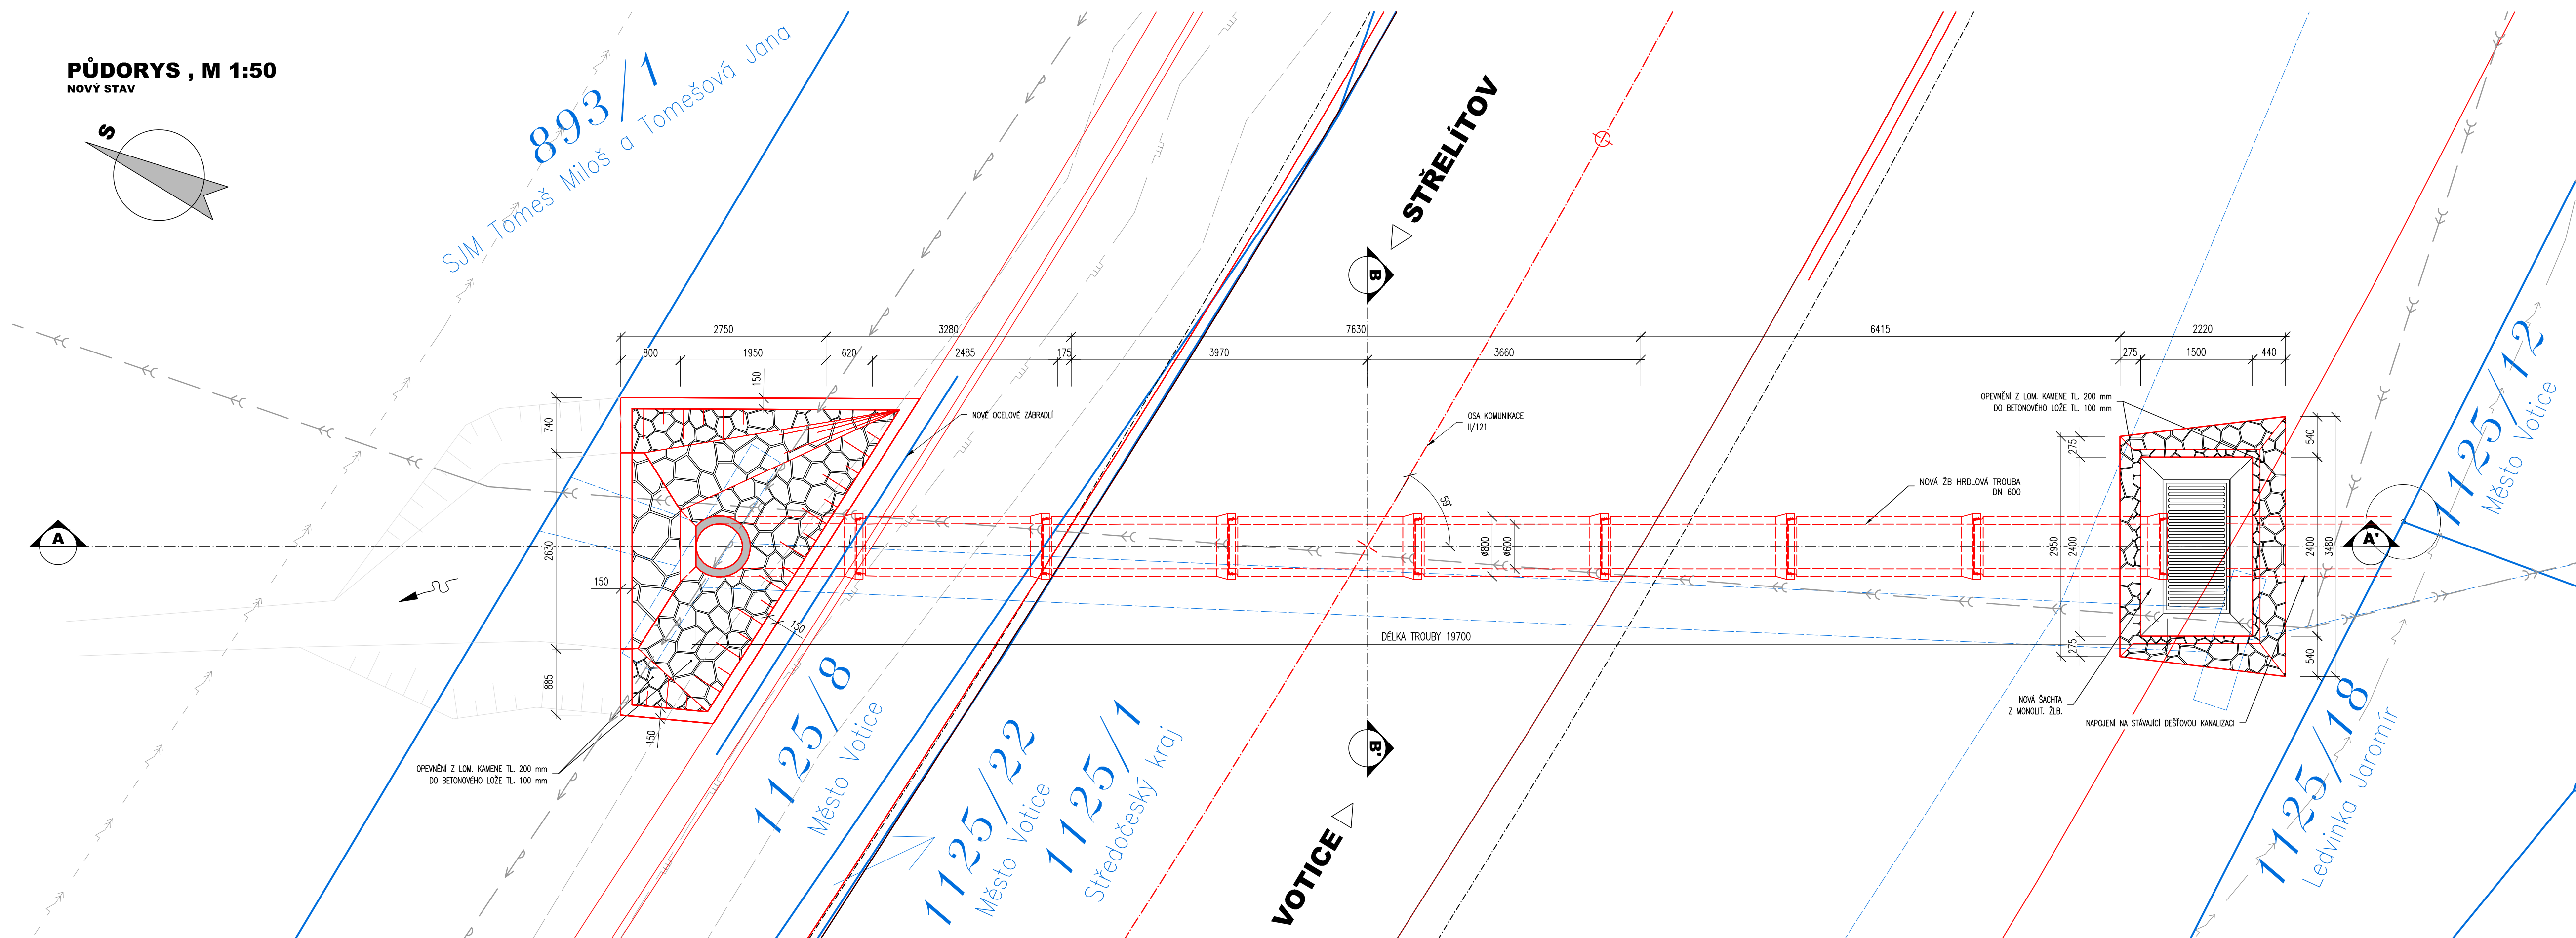 PŮDORYS , M 1:50
NOVÝ STAV
S
893/1
SJM Tomeš Miloš a Tomešová Jana
STŘELÍTOV
B
2750
3280
7630
6415
2220
800
1950
620
2485
175
3970
3660
275
1500
440
150
740
2630
885
150
150
150
NOVÉ OCELOVÉ ZÁBRADLÍ
OSA KOMUNIKACE
II/121
59°
NOVÁ ŽB HRDLOVÁ TROUBA
DN 600
OPEVNĚNÍ Z LOM. KAMENE TL. 200 mm
DO BETONOVÉHO LOŽE TL. 100 mm
ø800
ø600
2950
275
2400
275
540
2400
3480
540
A
A'
DÉLKA TROUBY 19700
NOVÁ ŠACHTA
Z MONOLIT. ŽLB.
NAPOJENÍ NA STÁVAJÍCÍ DEŠŤOVOU KANALIZACI
OPEVNĚNÍ Z LOM. KAMENE TL. 200 mm
DO BETONOVÉHO LOŽE TL. 100 mm
B'
VOTICE
1125/8
Město Votice
1125/22
Město Votice
1125/1
Středočeský kraj
1125/12
Město Votice
1125/18
Ledvinka Jaromír